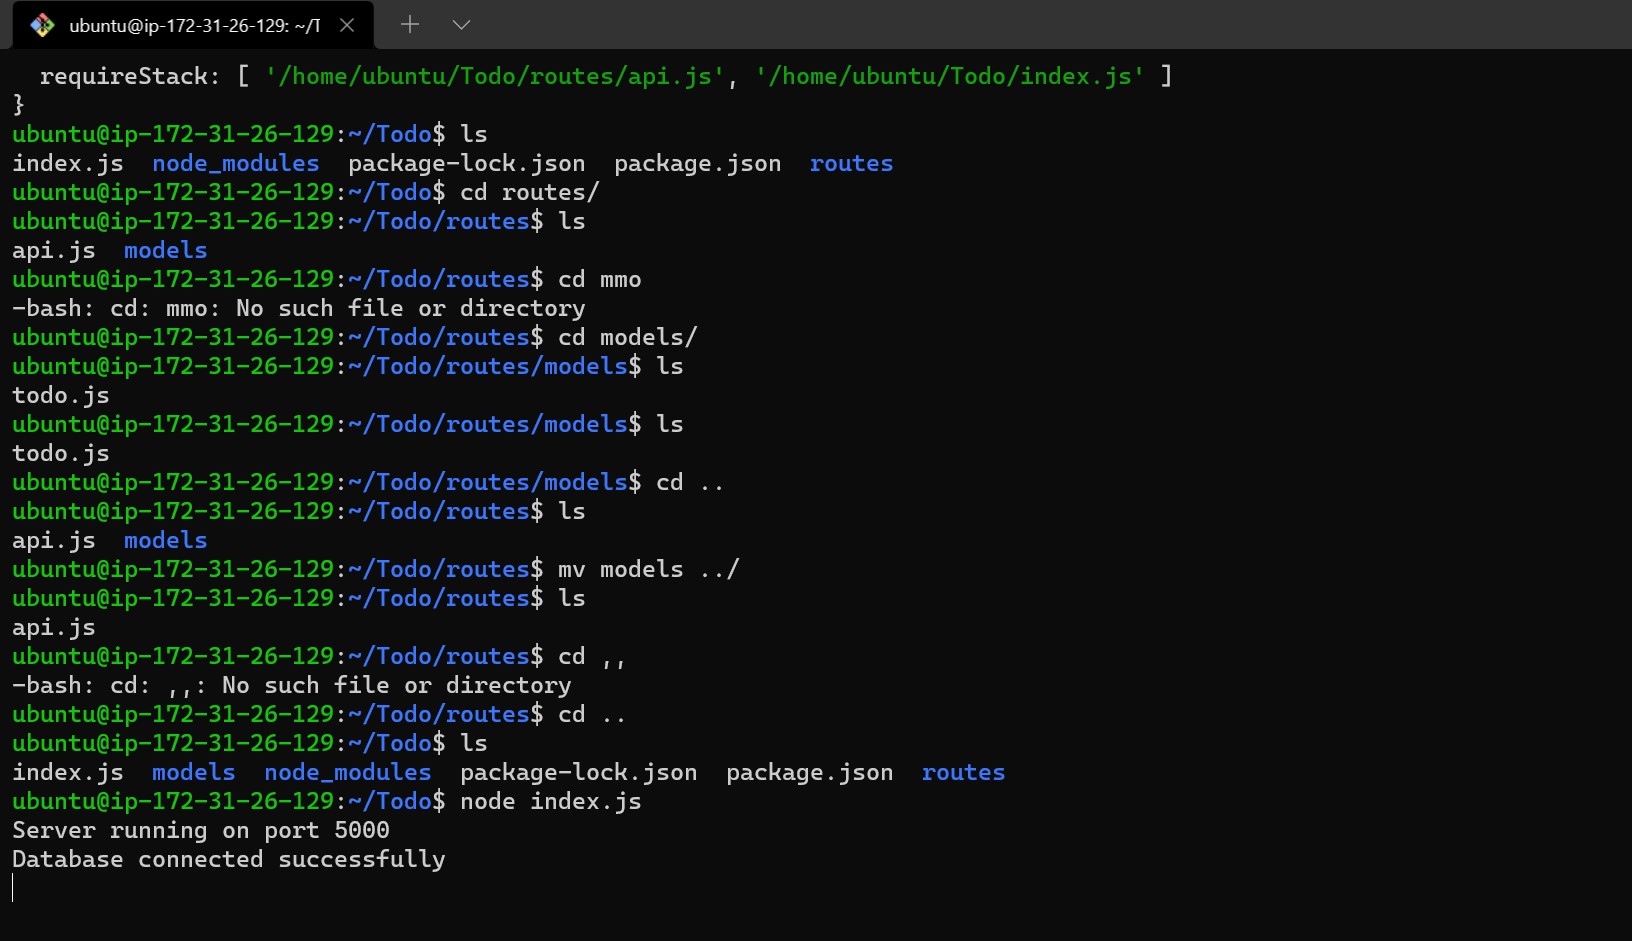 ubuntu@ip-172-31-26-129: ~/T
  requireStack: [ '/home/ubuntu/Todo/routes/api.js', '/home/ubuntu/Todo/index.js' ]
}
ubuntu@ip-172-31-26-129:~/Todo$ ls
index.js  node_modules  package-lock.json  package.json  routes
ubuntu@ip-172-31-26-129:~/Todo$ cd routes/
ubuntu@ip-172-31-26-129:~/Todo/routes$ ls
api.js  models
ubuntu@ip-172-31-26-129:~/Todo/routes$ cd mmo
-bash: cd: mmo: No such file or directory
ubuntu@ip-172-31-26-129:~/Todo/routes$ cd models/
ubuntu@ip-172-31-26-129:~/Todo/routes/models$ ls
todo.js
ubuntu@ip-172-31-26-129:~/Todo/routes/models$ ls
todo.js
ubuntu@ip-172-31-26-129:~/Todo/routes/models$ cd ..
ubuntu@ip-172-31-26-129:~/Todo/routes$ ls
api.js  models
ubuntu@ip-172-31-26-129:~/Todo/routes$ mv models ../
ubuntu@ip-172-31-26-129:~/Todo/routes$ ls
api.js
ubuntu@ip-172-31-26-129:~/Todo/routes$ cd ,,
-bash: cd: ,,: No such file or directory
ubuntu@ip-172-31-26-129:~/Todo/routes$ cd ..
ubuntu@ip-172-31-26-129:~/Todo$ ls
index.js  models  node_modules  package-lock.json  package.json  routes
ubuntu@ip-172-31-26-129:~/Todo$ node index.js
Server running on port 5000
Database connected successfully